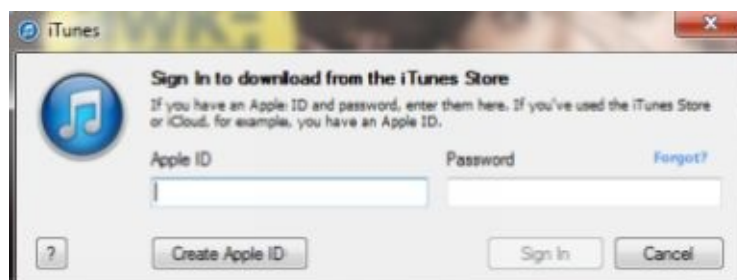 iTunes
Sign In to download from the iTunes Store
If you have an Apple ID and password, enter them here. If you've used the iTunes Store
or iCloud, for example, you have an Apple ID.
Apple ID Password Forgot?
? Create Apple ID Sign In Cancel